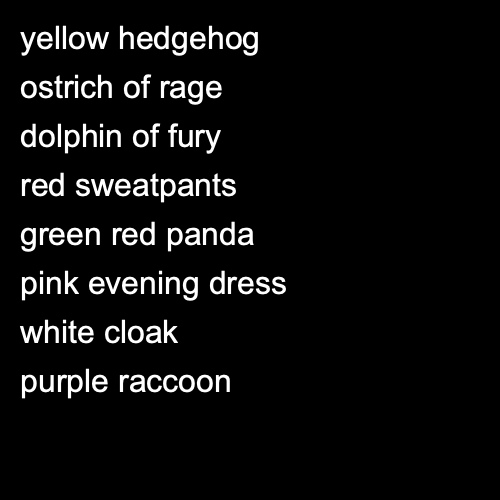 yellow hedgehog
ostrich of rage
dolphin of fury
red sweatpants
green red panda
pink evening dress
white cloak
purple raccoon